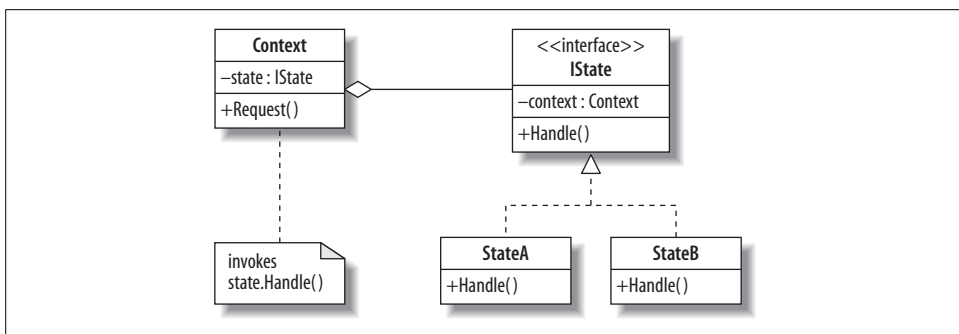 Context
–state : IState
+Request()
<<interface>>
IState
–context : Context
+Handle()
invokes
state.Handle()
StateA
+Handle()
StateB
+Handle()